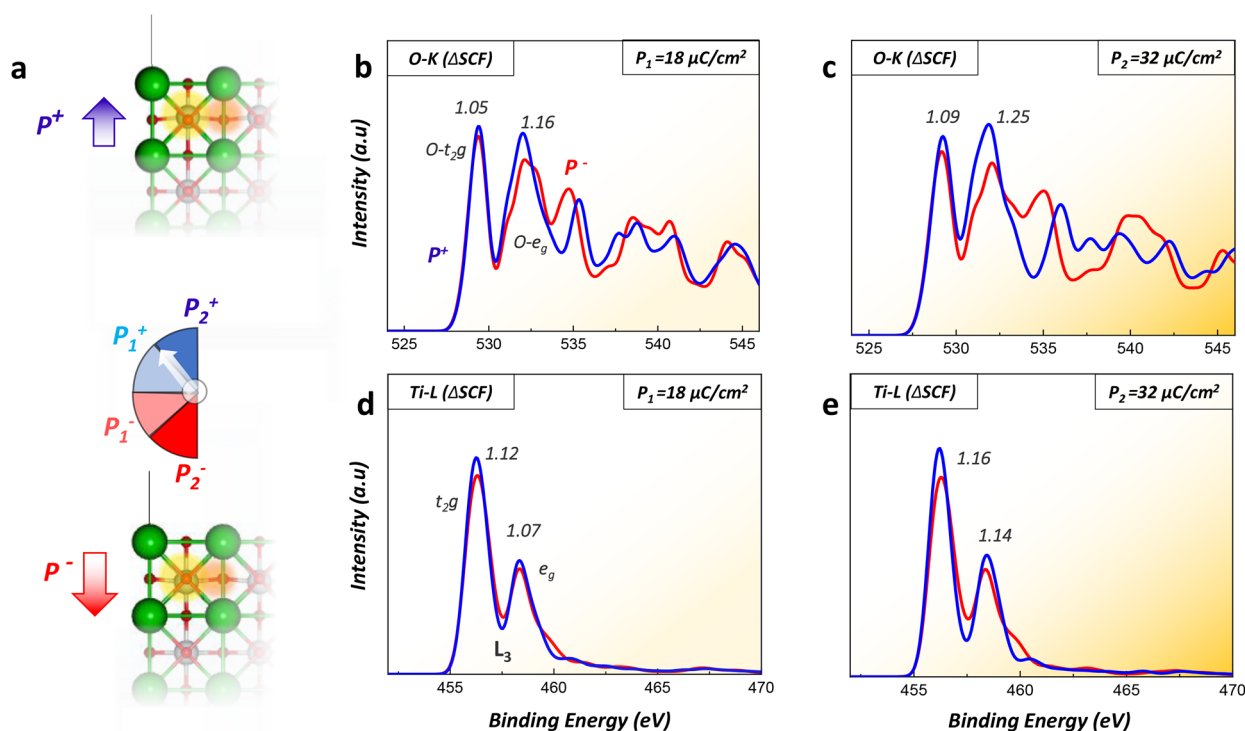 a
P+
P2+
P1+
P1-
P2-
P -
b
O-K (ΔSCF)
P1=18 μC/cm2
1.05
1.16
O-t2g
P -
P+
O-eg
Intensity (a.u)
525 530 535 540 545
c
O-K (ΔSCF)
P2=32 μC/cm2
1.09
1.25
525 530 535 540 545
d
Ti-L (ΔSCF)
P1=18 μC/cm2
1.12
t2g
1.07
eg
L3
Intensity (a.u)
455 460 465 470
Binding Energy (eV)
e
Ti-L (ΔSCF)
P2=32 μC/cm2
1.16
1.14
455 460 465 470
Binding Energy (eV)